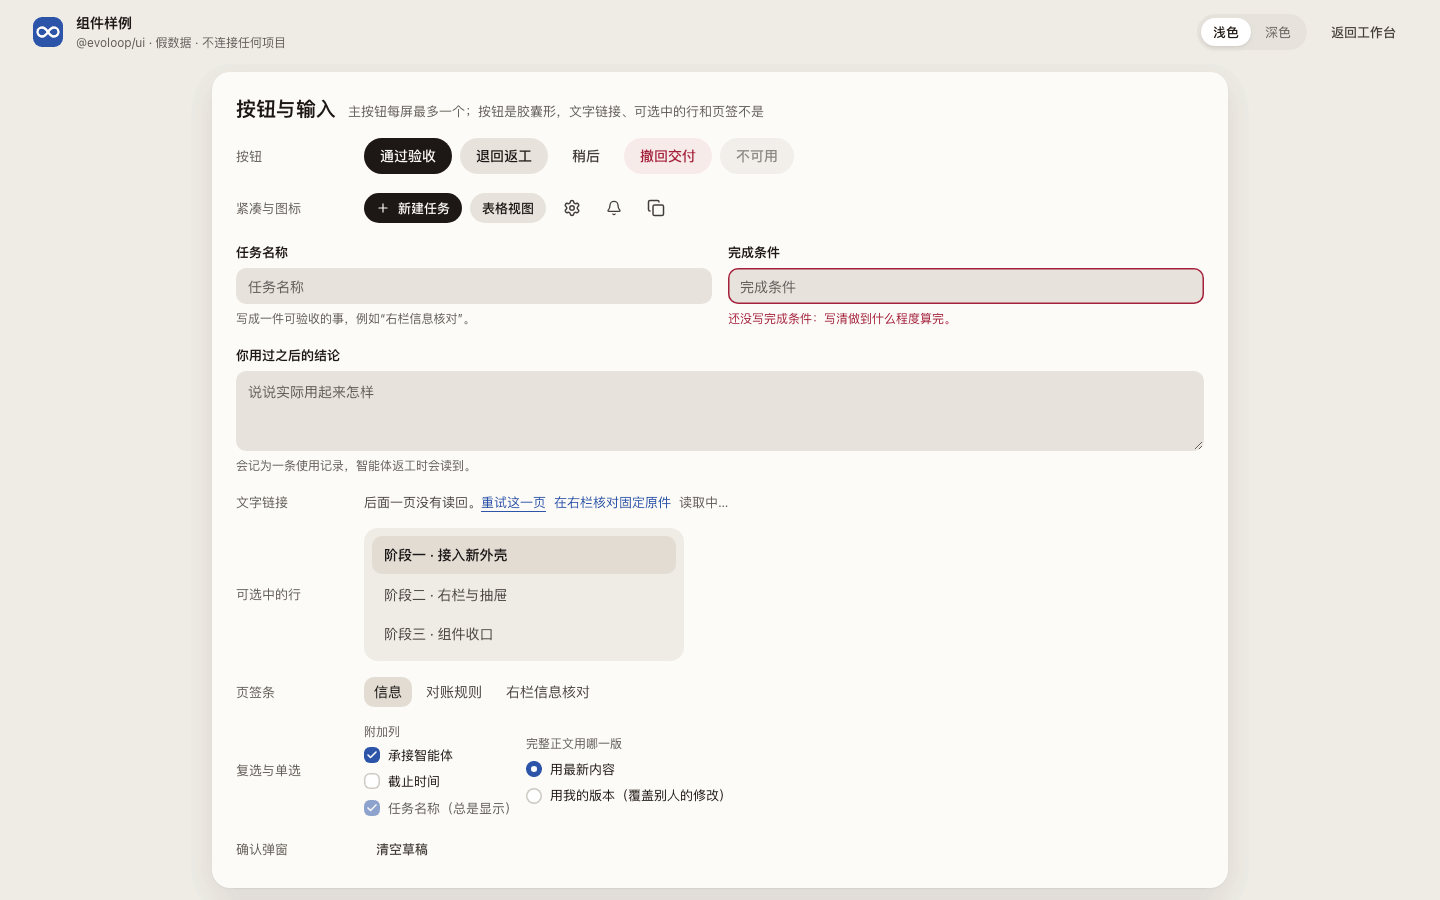 组件样例
@evoloop/ui · 假数据 · 不连接任何项目
浅色 深色 返回工作台
按钮与输入 主按钮每屏最多一个；按钮是胶囊形，文字链接、可选中的行和页签不是
按钮 通过验收 退回返工 稍后 撤回交付 不可用
紧凑与图标 新建任务 表格视图
任务名称
任务名称
写成一件可验收的事，例如“右栏信息核对”。
完成条件
完成条件
还没写完成条件：写清做到什么程度算完。
你用过之后的结论
说说实际用起来怎样
会记为一条使用记录，智能体返工时会读到。
文字链接 后面一页没有读回。重试这一页 在右栏核对固定原件 读取中…
可选中的行
阶段一 · 接入新外壳
阶段二 · 右栏与抽屉
阶段三 · 组件收口
页签条 信息 对账规则 右栏信息核对
复选与单选
附加列
承接智能体
截止时间
任务名称（总是显示）
完整正文用哪一版
用最新内容
用我的版本（覆盖别人的修改）
确认弹窗 清空草稿